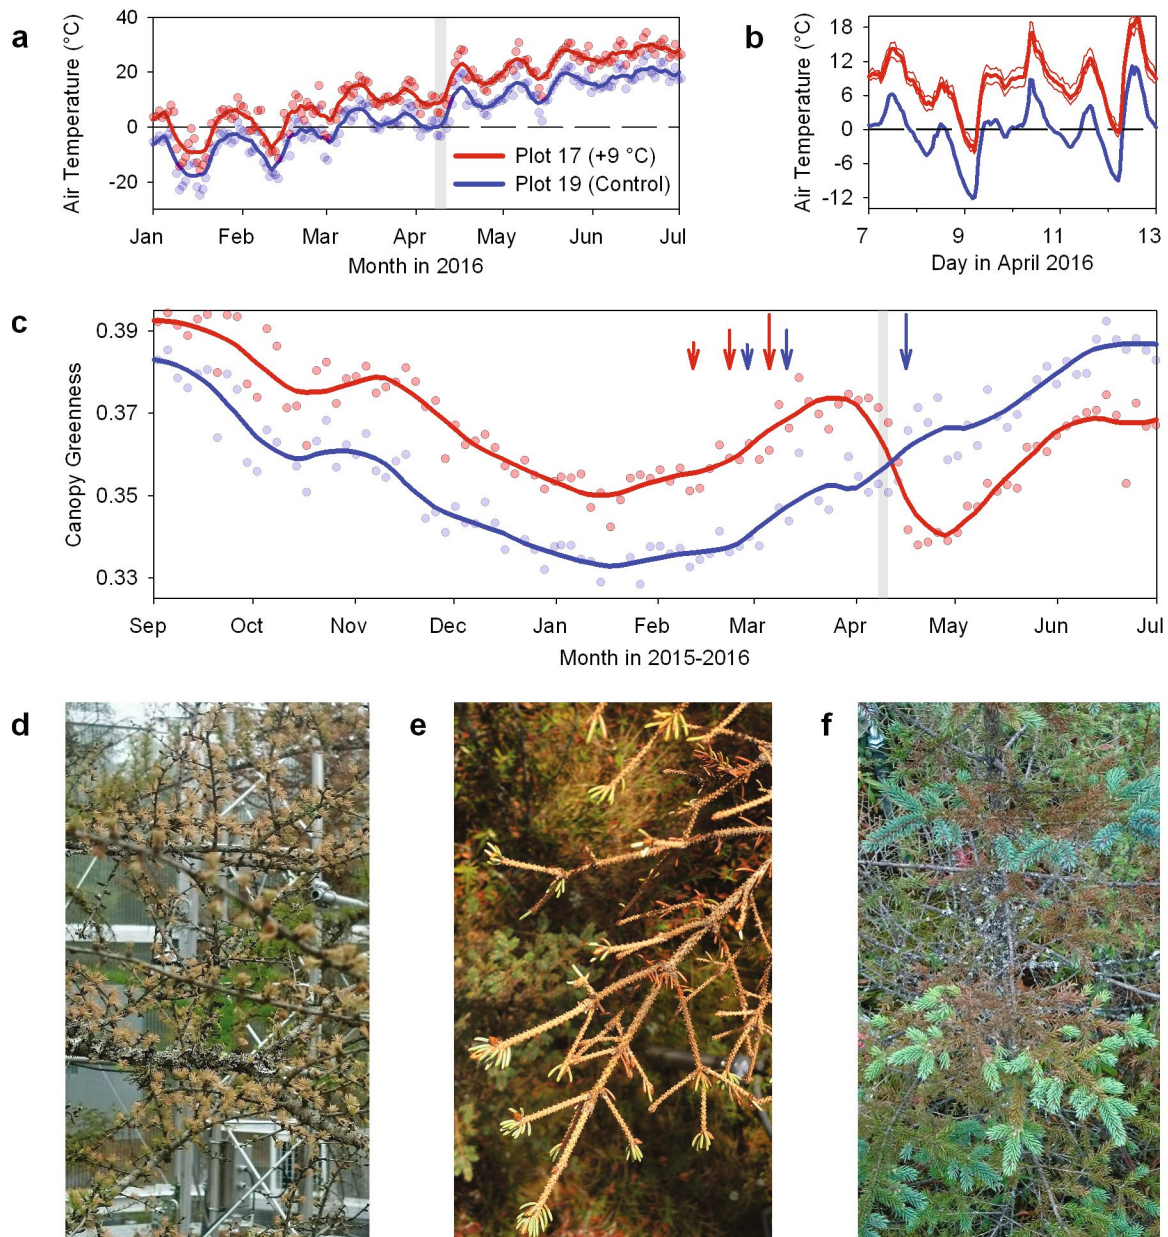 a
Air Temperature (°C)
40
20
0
-20
Plot 17 (+9 °C)
Plot 19 (Control)
Jan Feb Mar Apr May Jun Jul
Month in 2016
b
Air Temperature (°C)
18
12
6
0
-6
-12
7 9 11 13
Day in April 2016
c
Canopy Greenness
0.39
0.37
0.35
0.33
Sep Oct Nov Dec Jan Feb Mar Apr May Jun Jul
Month in 2015-2016
d
e
f